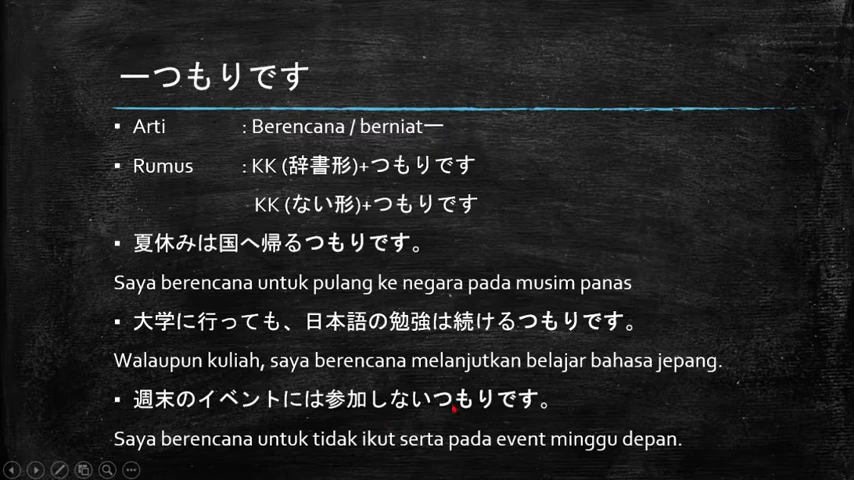 ーつもりです
▪ Arti : Berencana / berniatー
▪ Rumus : KK (辞書形)+つもりです
KK (ない形)+つもりです
▪ 夏休みは国へ帰るつもりです。
Saya berencana untuk pulang ke negara pada musim panas
▪ 大学に行っても、日本語の勉強は続けるつもりです。
Walaupun kuliah, saya berencana melanjutkan belajar bahasa jepang.
▪ 週末のイベントには参加しないつもりです。
Saya berencana untuk tidak ikut serta pada event minggu depan.